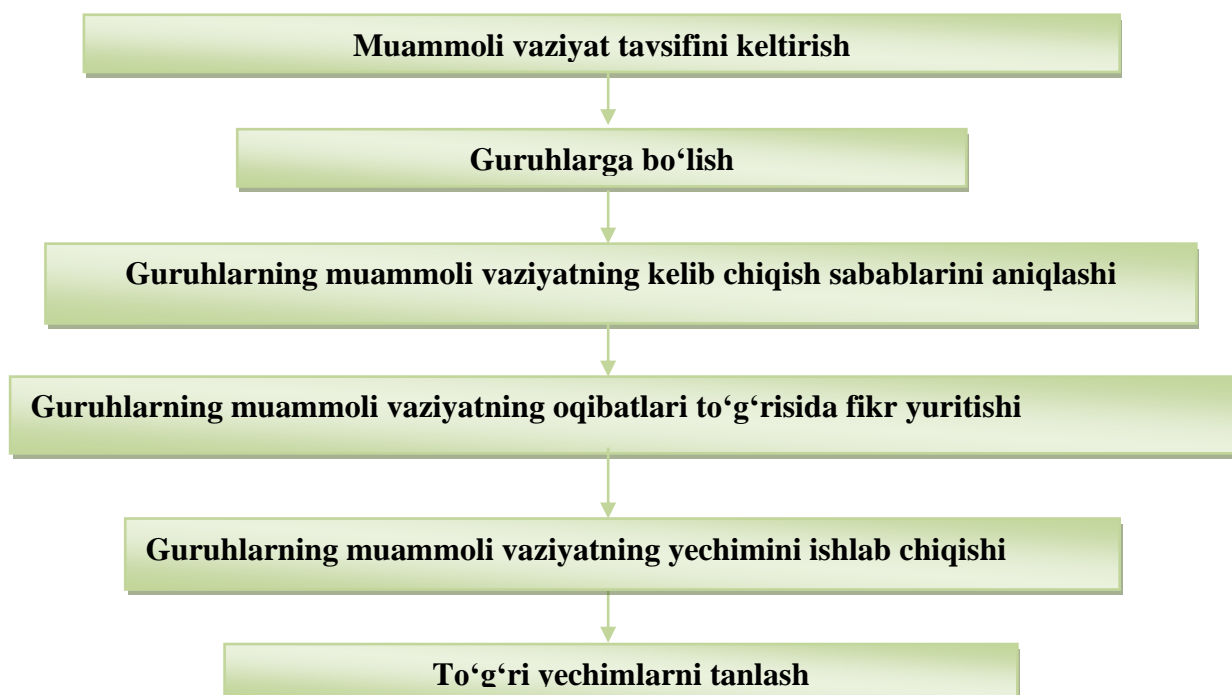 Muammoli vaziyat tavsifini keltirish
Guruhlarga bo‘lish
Guruhlarning muammoli vaziyatning kelib chiqish sabablarini aniqlashi
Guruhlarning muammoli vaziyatning oqibatlari to‘g‘risida fikr yuritishi
Guruhlarning muammoli vaziyatning yechimini ishlab chiqishi
To‘g‘ri yechimlarni tanlash